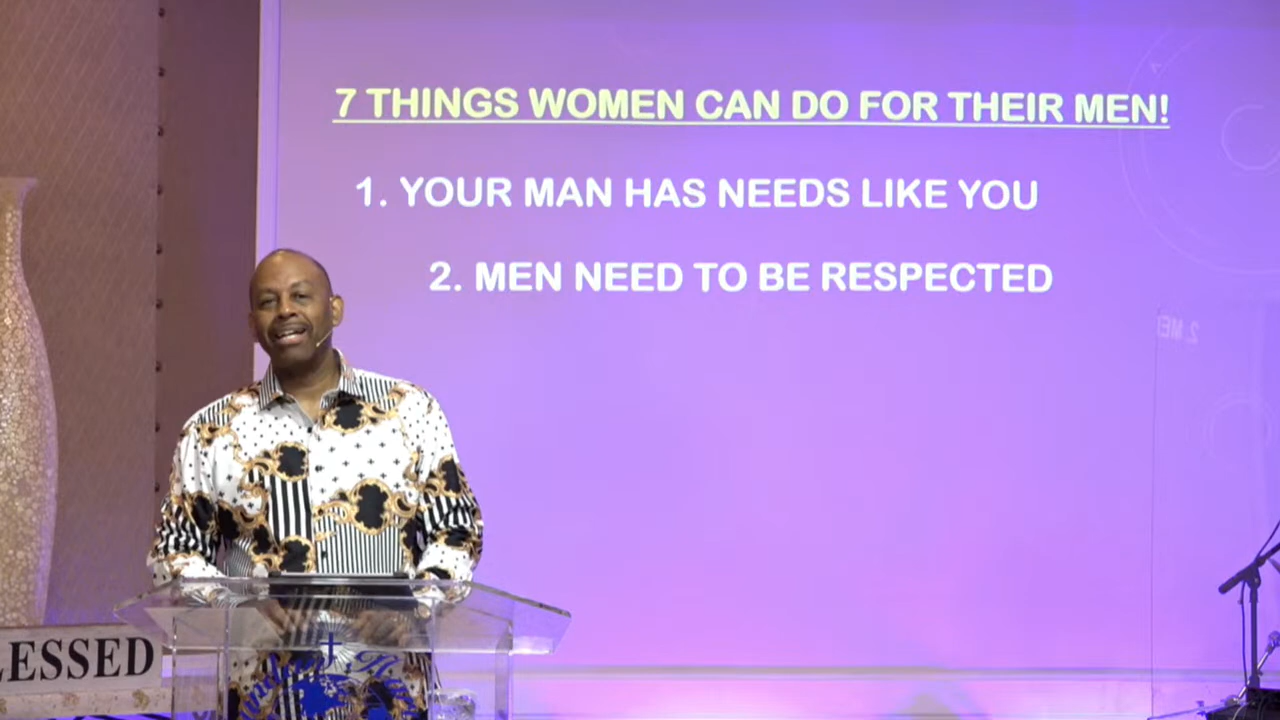 7 THINGS WOMEN CAN DO FOR THEIR MEN!
1. YOUR MAN HAS NEEDS LIKE YOU
2. MEN NEED TO BE RESPECTED
LESSED